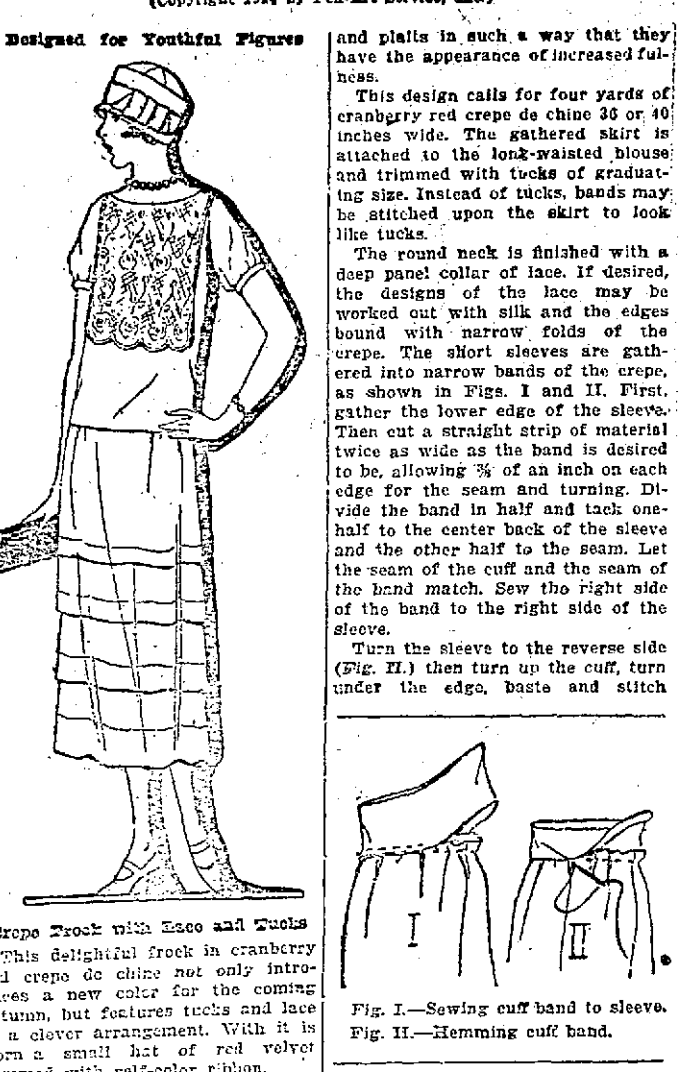 (Copyright by Service,
Designed for Youthful Figures
repe Frock with Lace and Tucks
This delightful frock in cranberry
d crepe de chine not only intro-
ces a new color for the coming
tumn, but features tucks and lace
a clever arrangement. With it is
orn a small hat of red velvet
with ribbon.
and plaits in such a way that they
have the appearance of increased ful-
ness.
This design calls for four yards of
cranberry red crepe de chine 36 or 40
inches wide. The gathered skirt is
attached to the long-waisted blouse
and trimmed with tucks of graduat-
ing size. Instead of tucks, bands may
be stitched upon the skirt to look
like tucks.
The round neck is finished with a
deep panel collar of lace. If desired,
the designs of the lace may be
worked out with silk and the edges
bound with narrow folds of the
crepe. The short sleeves are gath-
ered into narrow bands of the crepe,
as shown in Figs. I and II. First,
gather the lower edge of the sleeve.
Then cut a straight strip of material
twice as wide as the band is desired
to be, allowing ⅜ of an inch on each
edge for the seam and turning. Di-
vide the band in half and tack one-
half to the center back of the sleeve
and the other half to the seam. Let
the seam of the cuff and the seam of
the band match. Sew the right side
of the band to the right side of the
sleeve.
Turn the sleeve to the reverse side
(Fig. II.) then turn up the cuff, turn
under the edge, baste and stitch
I
II
Fig. I.—Sewing cuff band to sleeve.
Fig. II.—Hemming cuff band.